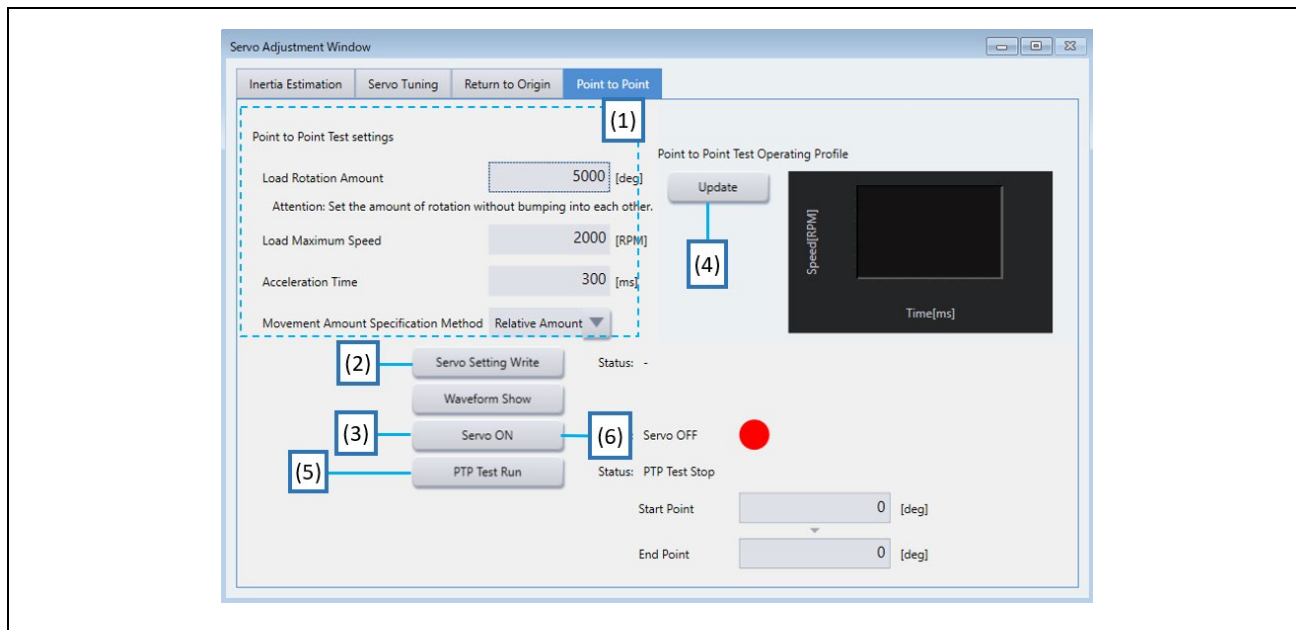 Servo Adjustment Window
Inertia Estimation Servo Tuning Return to Origin Point to Point
(1)
Point to Point Test settings
Load Rotation Amount 5000 [deg]
Attention: Set the amount of rotation without bumping into each other.
Load Maximum Speed 2000 [RPM]
Acceleration Time 300 [ms]
Movement Amount Specification Method Relative Amount
Point to Point Test Operating Profile
Update
(4)
Speed[RPM]
Time[ms]
(2) Servo Setting Write Status: -
Waveform Show
(3) Servo ON (6) : Servo OFF
(5) PTP Test Run Status: PTP Test Stop
Start Point 0 [deg]
End Point 0 [deg]